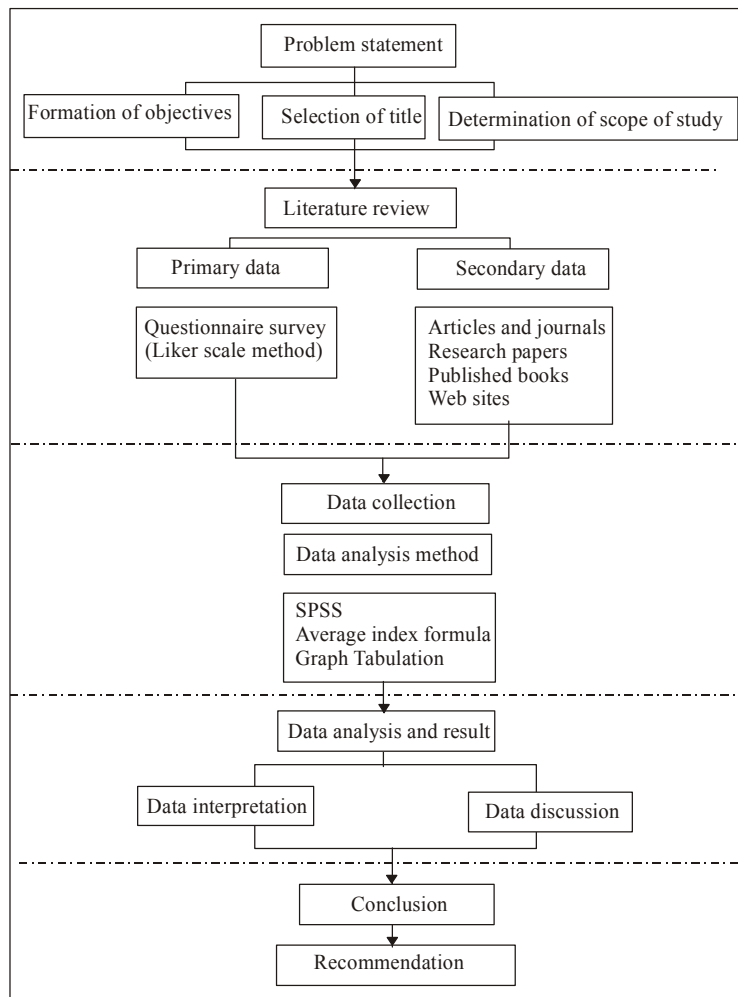 Problem statement
Formation of objectives
Selection of title
Determination of scope of study
Literature review
Primary data
Secondary data
Questionnaire survey
(Liker scale method)
Articles and journals
Research papers
Published books
Web sites
Data collection
Data analysis method
SPSS
Average index formula
Graph Tabulation
Data analysis and result
Data interpretation
Data discussion
Conclusion
Recommendation